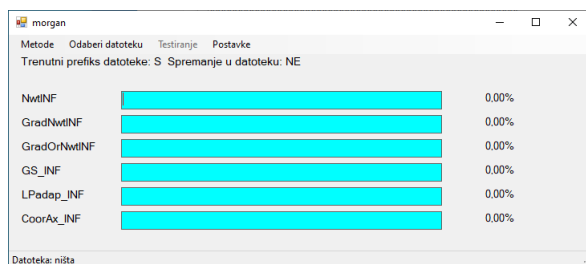 morgan
Metode Odaberi datoteku Testiranje Postavke
Trenutni prefiks datoteke: S Spremanje u datoteku: NE
NwtINF 0,00%
GradNwtINF 0,00%
GradOrNwtINF 0,00%
GS_INF 0,00%
LPadap_INF 0,00%
CoorAx_INF 0,00%
Datoteka: ništa